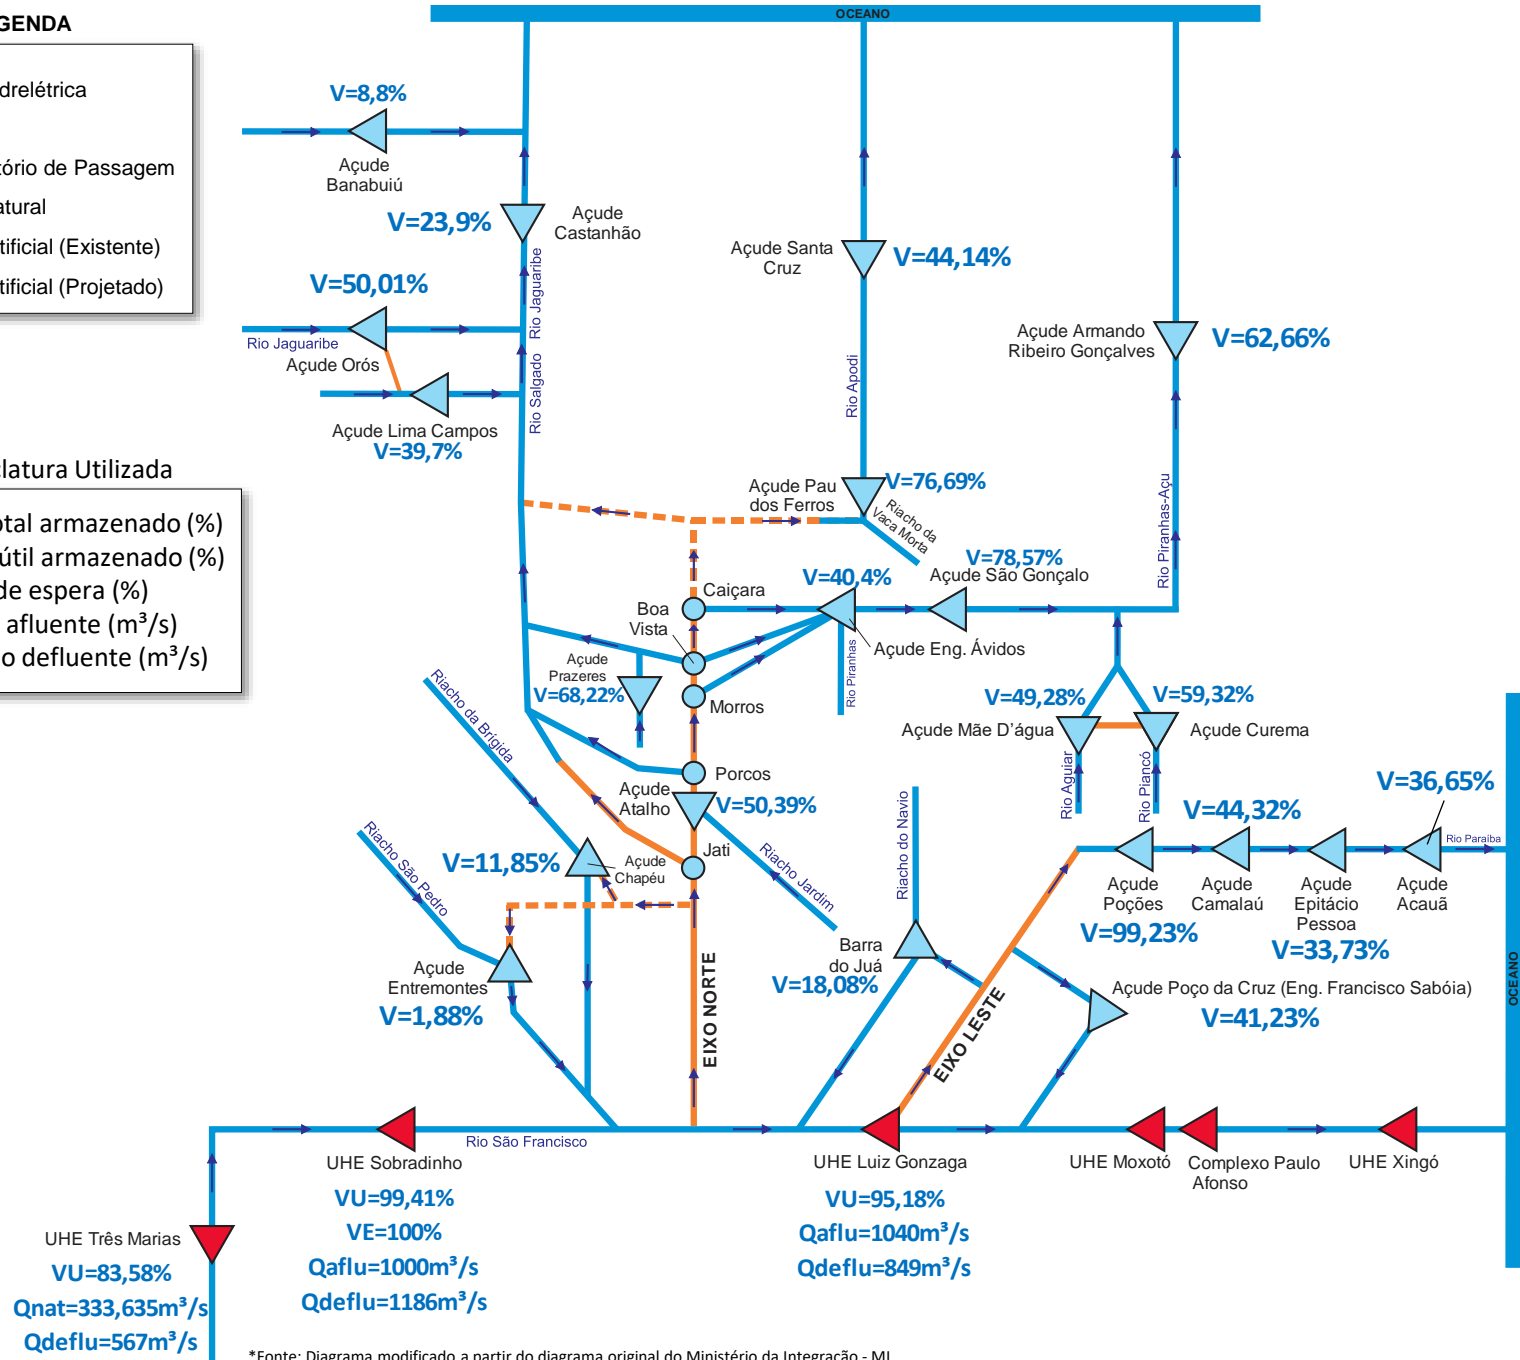 OCEANO
GENDA
drelétrica
tório de Passagem
atural
tificial (Existente)
tificial (Projetado)
V=8,8%
Açude
Banabuiú
V=23,9%
Açude
Castanhão
Rio Jaguaribe
V=50,01%
Rio Jaguaribe
Açude Orós
Rio Salgado
Açude Lima Campos
V=39,7%
Açude Santa
Cruz
V=44,14%
Rio Apodi
Açude Armando
Ribeiro Gonçalves
V=62,66%
Rio Piranhas-Açu
clatura Utilizada
otal armazenado (%)
útil armazenado (%)
de espera (%)
afluente (m³/s)
o defluente (m³/s)
Açude Pau
dos Ferros
V=76,69%
Riacho da
Vaca Morta
V=78,57%
Açude São Gonçalo
V=40,4%
Açude Eng. Ávidos
Rio Piranhas
Caiçara
Boa
Vista
Açude
Prazeres
V=68,22%
Morros
Porcos
Açude
Atalho
V=50,39%
Jati
Riacho Jardim
Riacho da Brígida
Riacho São Pedro
V=11,85%
Açude
Chapéu
Açude
Entremontes
V=1,88%
EIXO NORTE
V=49,28%
Açude Mãe D'água
Rio Aguiar
V=59,32%
Açude Curema
Rio Piancó
V=36,65%
V=44,32%
Rio Paraíba
Açude
Poções
V=99,23%
Açude
Camalaú
Açude
Epitácio
Pessoa
V=33,73%
Açude
Acauã
OCEANO
Riacho do Navio
Barra
do Juá
V=18,08%
EIXO LESTE
Açude Poço da Cruz (Eng. Francisco Sabóia)
V=41,23%
Rio São Francisco
UHE Sobradinho
VU=99,41%
VE=100%
Qaflu=1000m³/s
Qdeflu=1186m³/s
UHE Luiz Gonzaga
VU=95,18%
Qaflu=1040m³/s
Qdeflu=849m³/s
UHE Moxotó
Complexo Paulo
Afonso
UHE Xingó
UHE Três Marias
VU=83,58%
Qnat=333,635m³/s
Qdeflu=567m³/s
*Fonte: Diagrama modificado a partir do diagrama original do Ministério da Integração - MI